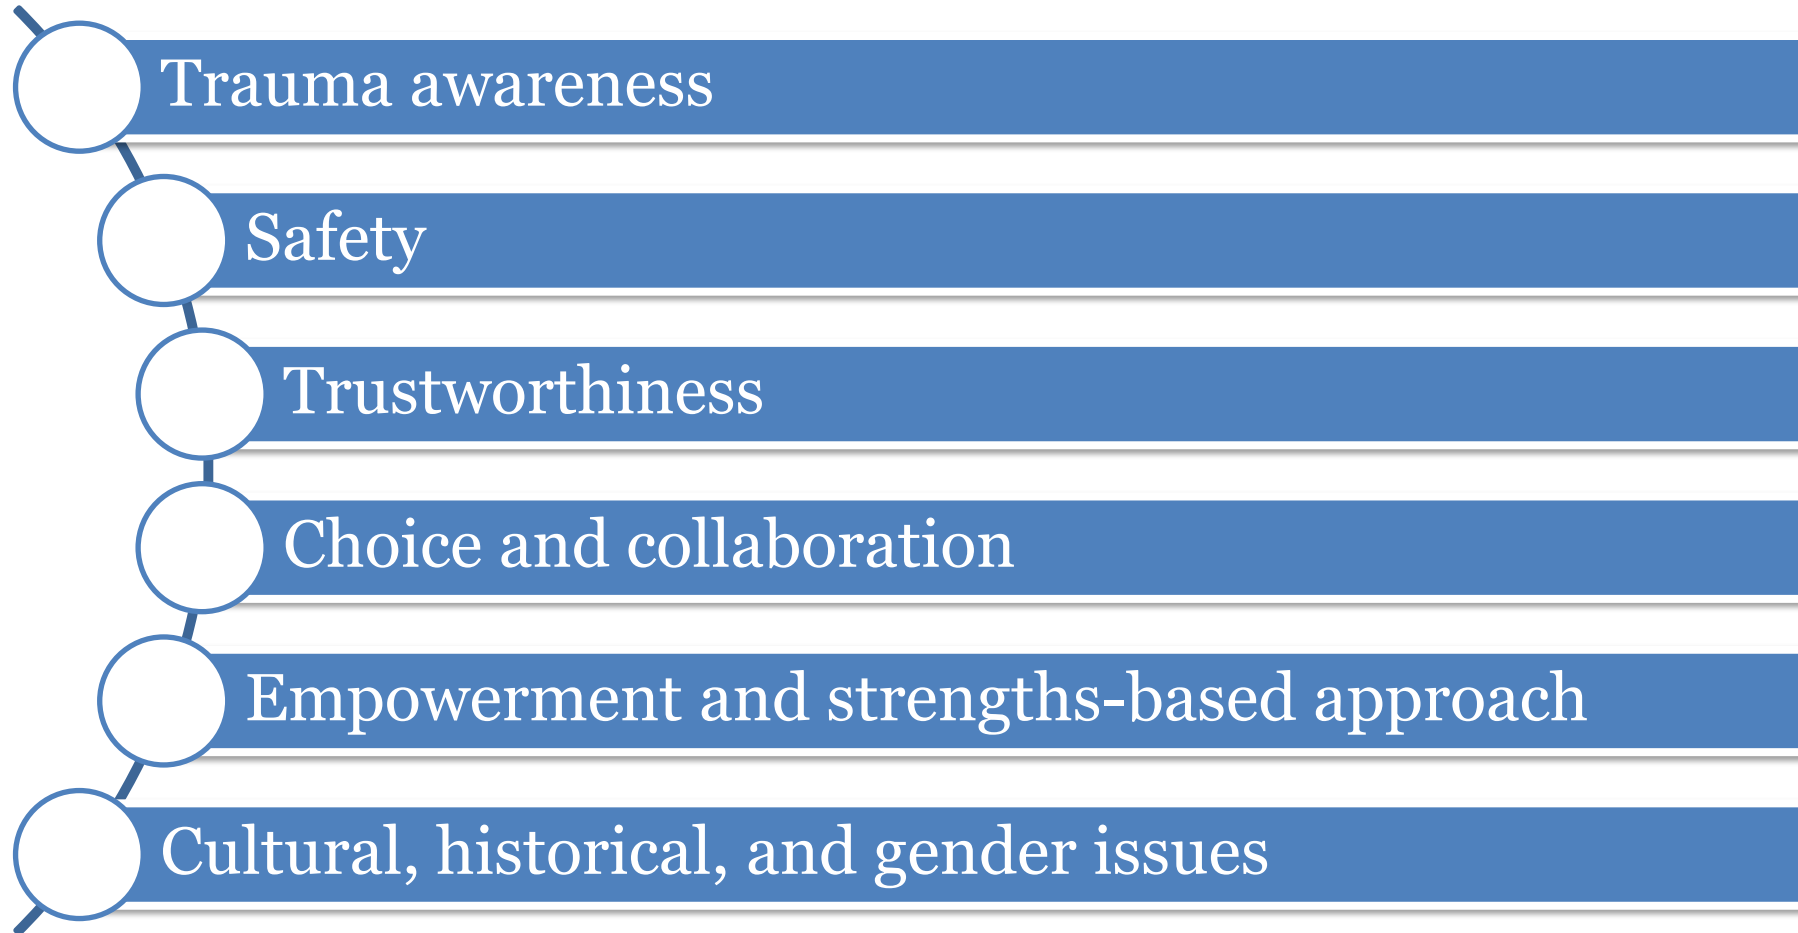 Trauma awareness
Safety
Trustworthiness
Choice and collaboration
Empowerment and strengths-based approach
Cultural, historical, and gender issues